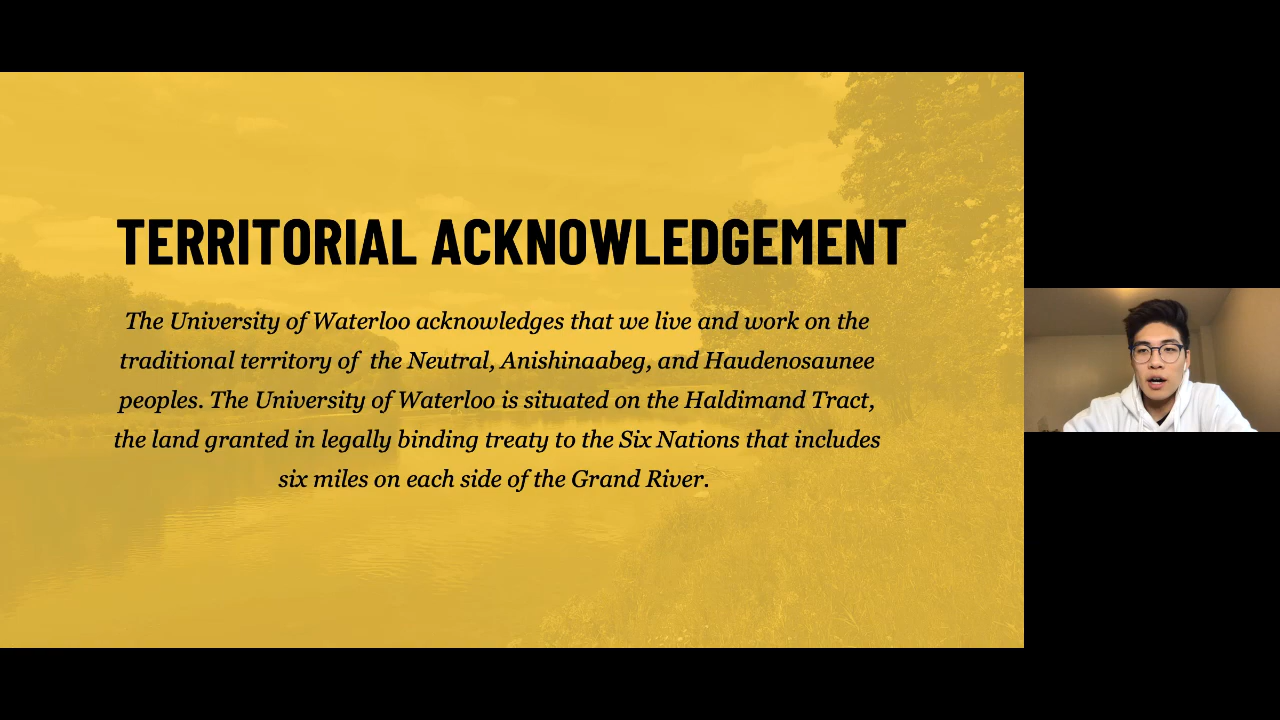 TERRITORIAL ACKNOWLEDGEMENT
The University of Waterloo acknowledges that we live and work on the
traditional territory of  the Neutral, Anishinaabeg, and Haudenosaunee
peoples. The University of Waterloo is situated on the Haldimand Tract,
the land granted in legally binding treaty to the Six Nations that includes
six miles on each side of the Grand River.